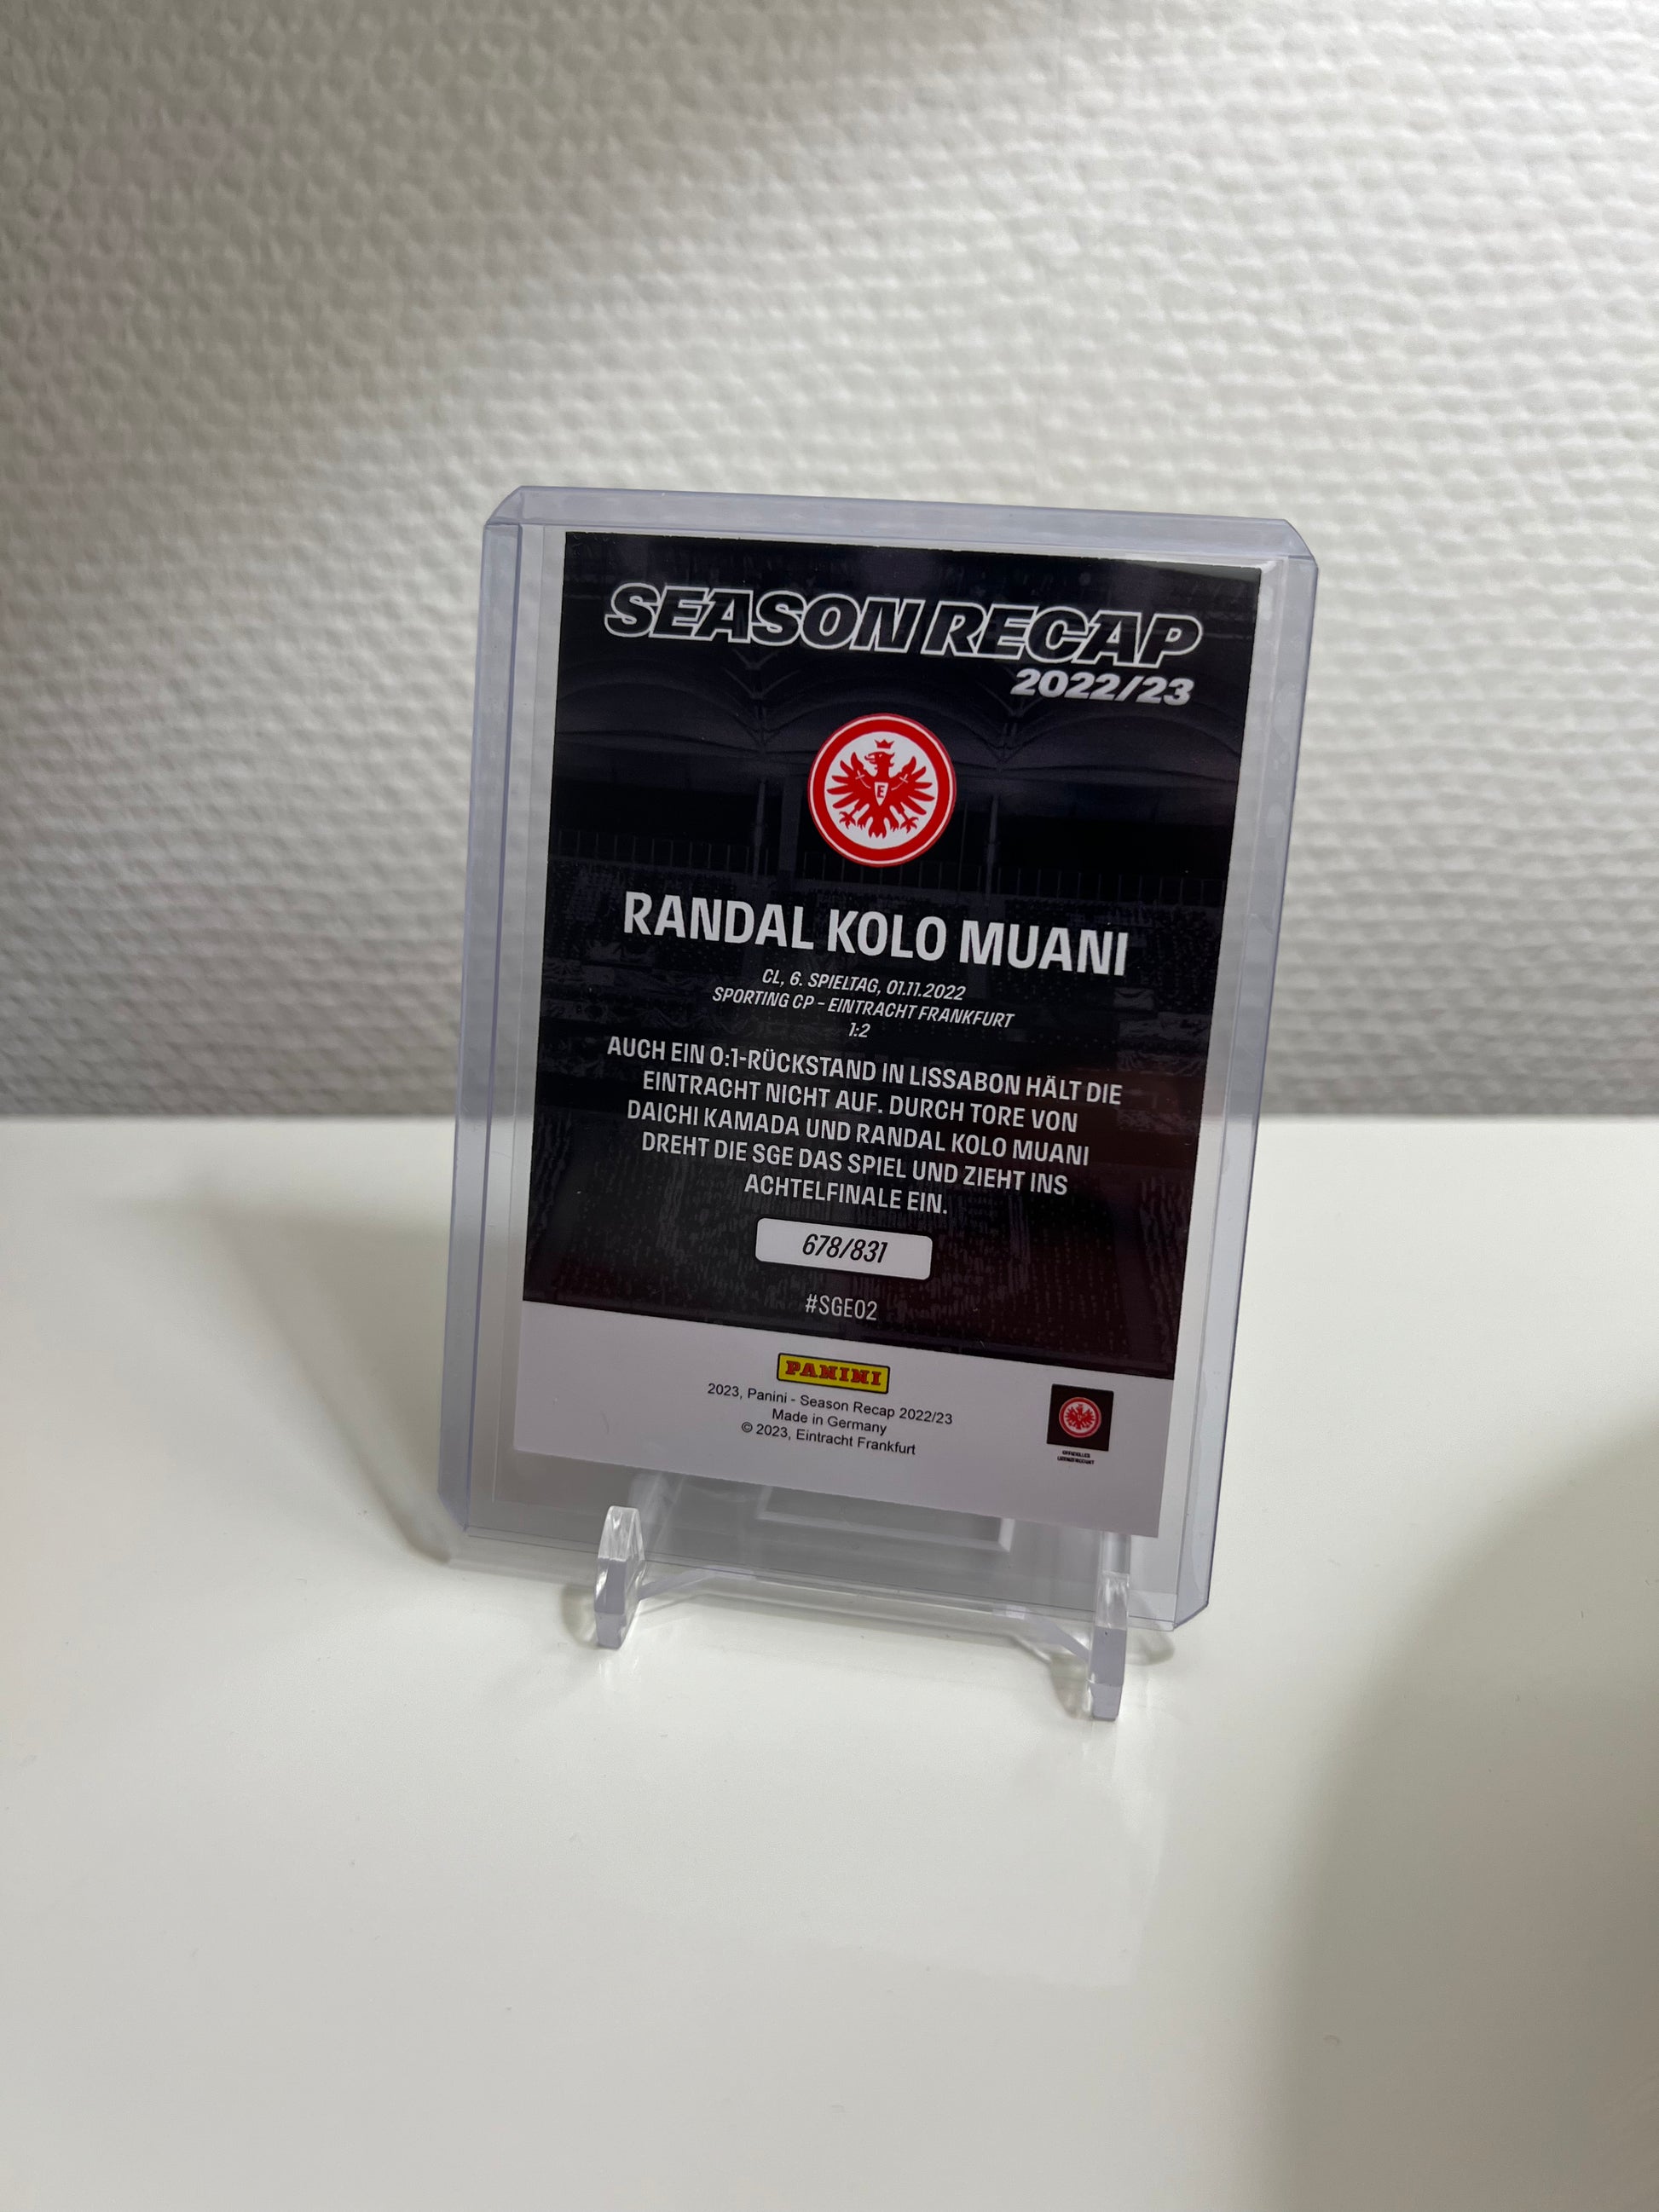 SEASON RECAP
2022/23
E
RANDAL KOLO MUANI
CL, 6. SPIELTAG, 01.11.2022
SPORTING CP - EINTRACHT FRANKFURT
1:2
AUCH EIN 0:1-RÜCKSTAND IN LISSABON HÄLT DIE
EINTRACHT NICHT AUF. DURCH TORE VON
DAICHI KAMADA UND RANDAL KOLO MUANI
DREHT DIE SGE DAS SPIEL UND ZIEHT INS
ACHTELFINALE EIN.
678/831
#SGE02
PANINI
2023, Panini - Season Recap 2022/23
Made in Germany
© 2023, Eintracht Frankfurt